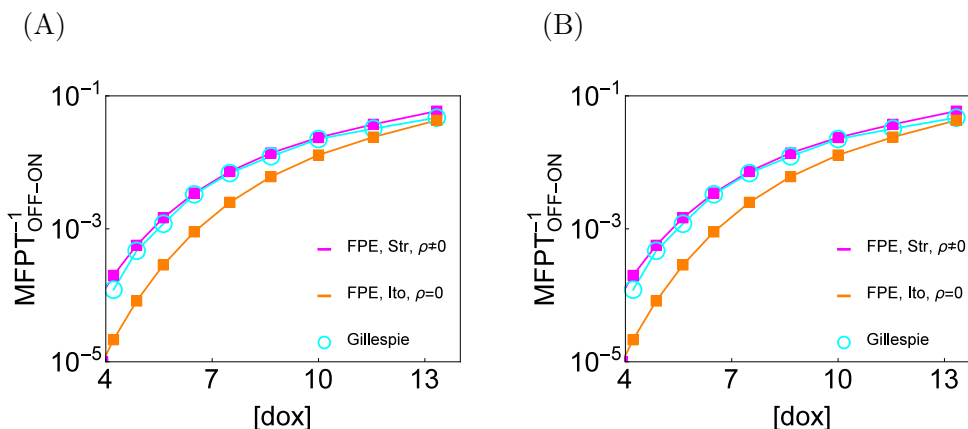 (A)
10⁻¹
10⁻³
10⁻⁵
MFPT⁻¹OFF−ON
FPE, Str, ρ≠0
FPE, Ito, ρ=0
Gillespie
4 7 10 13
[dox]
(B)
10⁻¹
10⁻³
10⁻⁵
MFPT⁻¹OFF−ON
FPE, Str, ρ≠0
FPE, Ito, ρ=0
Gillespie
4 7 10 13
[dox]